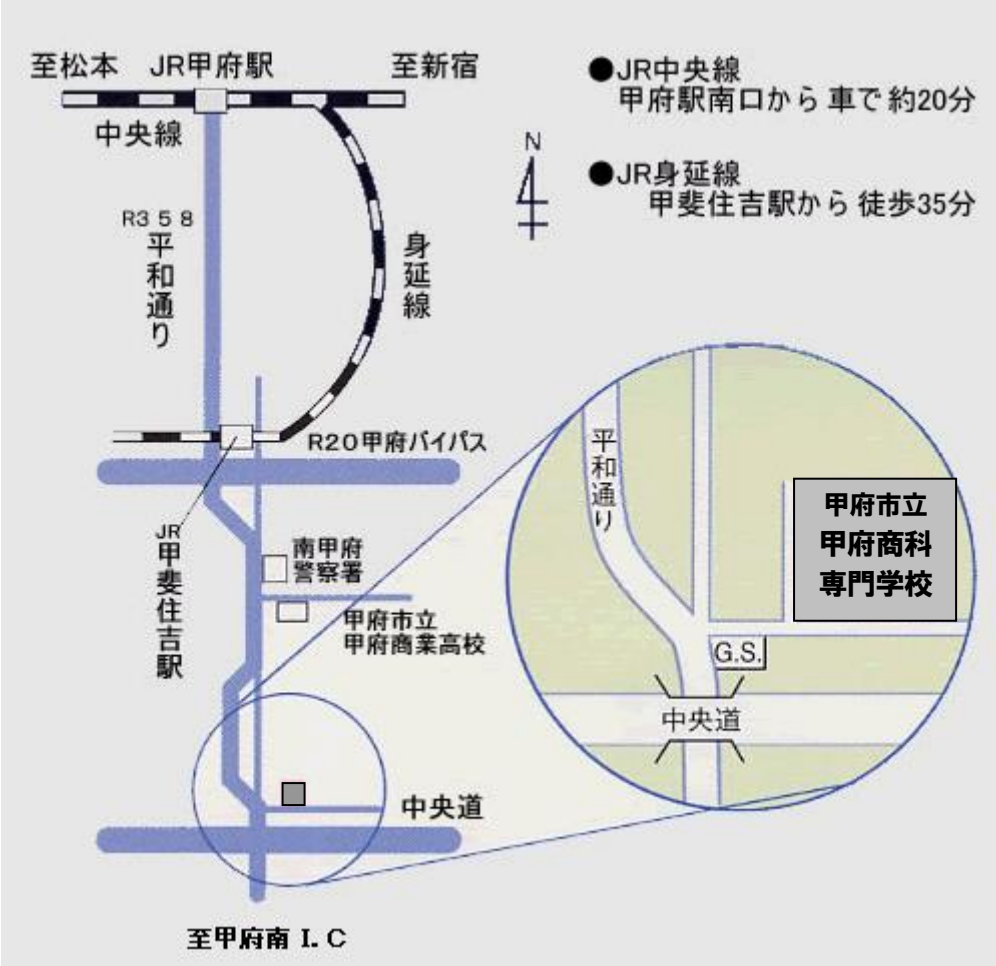 至松本 JR甲府駅 至新宿
中央線
●JR中央線
甲府駅南口から 車で 約20分
●JR身延線
甲斐住吉駅から 徒歩35分
N
R358
平和通り
身延線
R20甲府バイパス
JR
甲斐住吉駅
南甲府
警察署
甲府市立
甲府商業高校
中央道
至甲府南 I. C
平和通り
甲府市立
甲府商科
専門学校
G.S.
中央道